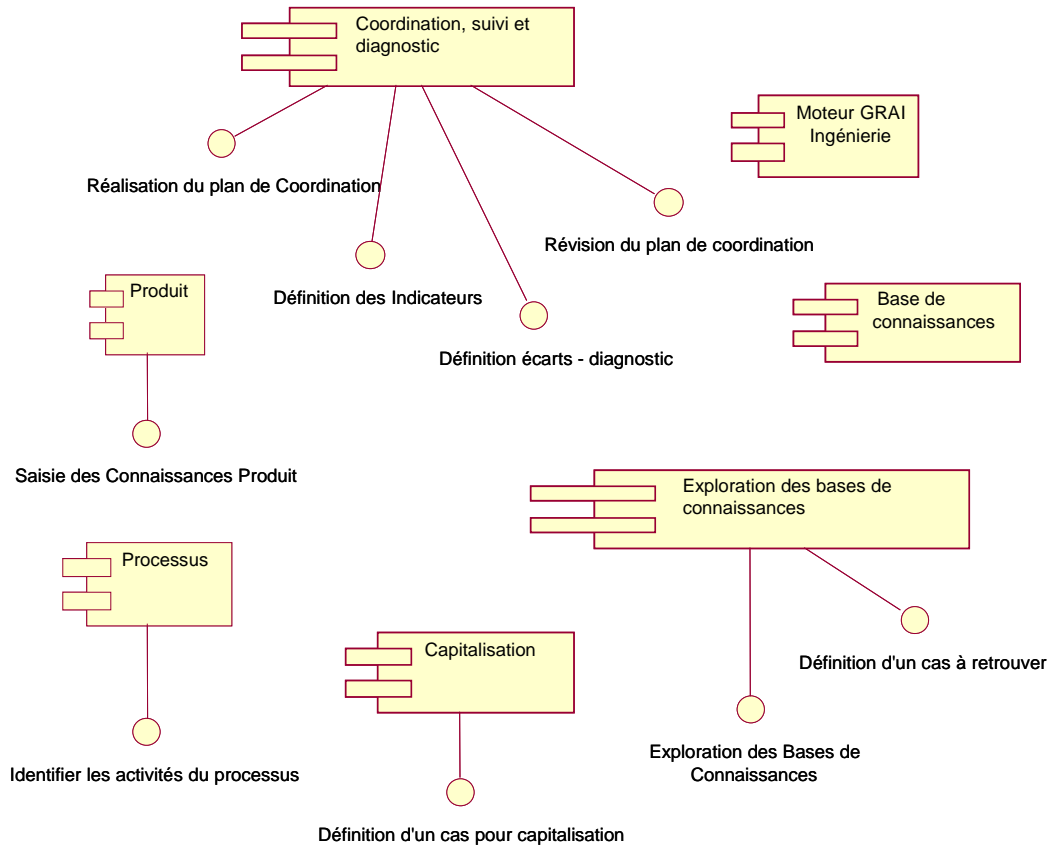 Coordination, suivi et
diagnostic
Moteur GRAI
Ingénierie
Réalisation du plan de Coordination
Révision du plan de coordination
Définition des Indicateurs
Produit
Base de
connaissances
Définition écarts - diagnostic
Saisie des Connaissances Produit
Exploration des bases de
connaissances
Processus
Capitalisation
Définition d'un cas à retrouver
Exploration des Bases de
Connaissances
Identifier les activités du processus
Définition d'un cas pour capitalisation